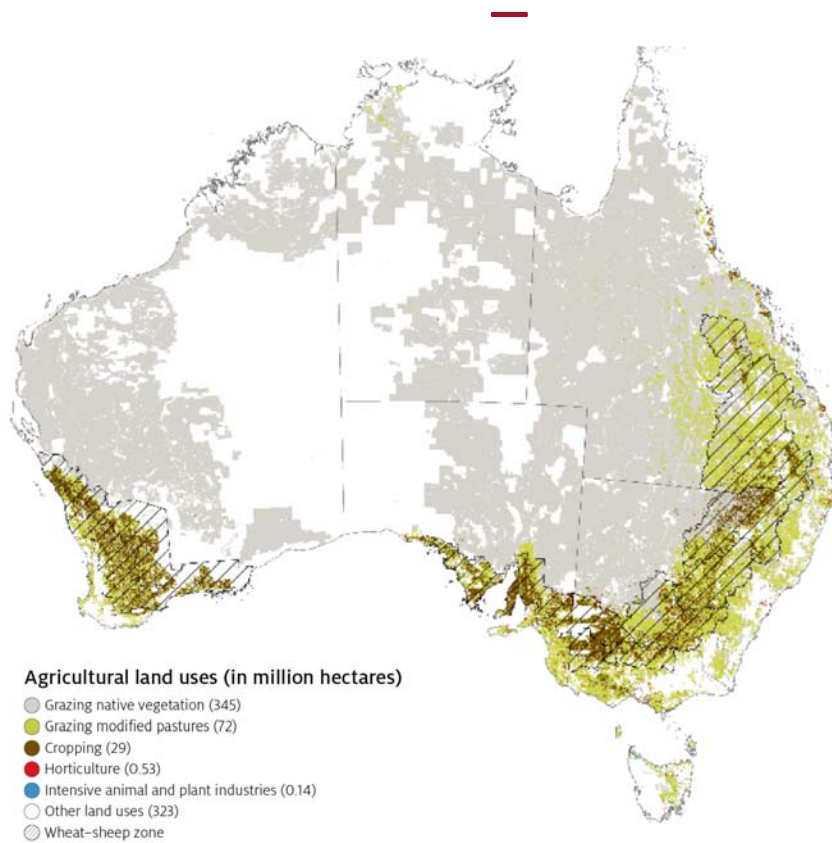 Agricultural land uses (in million hectares)
Grazing native vegetation (345)
Grazing modified pastures (72)
Cropping (29)
Horticulture (0.53)
Intensive animal and plant industries (0.14)
Other land uses (323)
Wheat–sheep zone